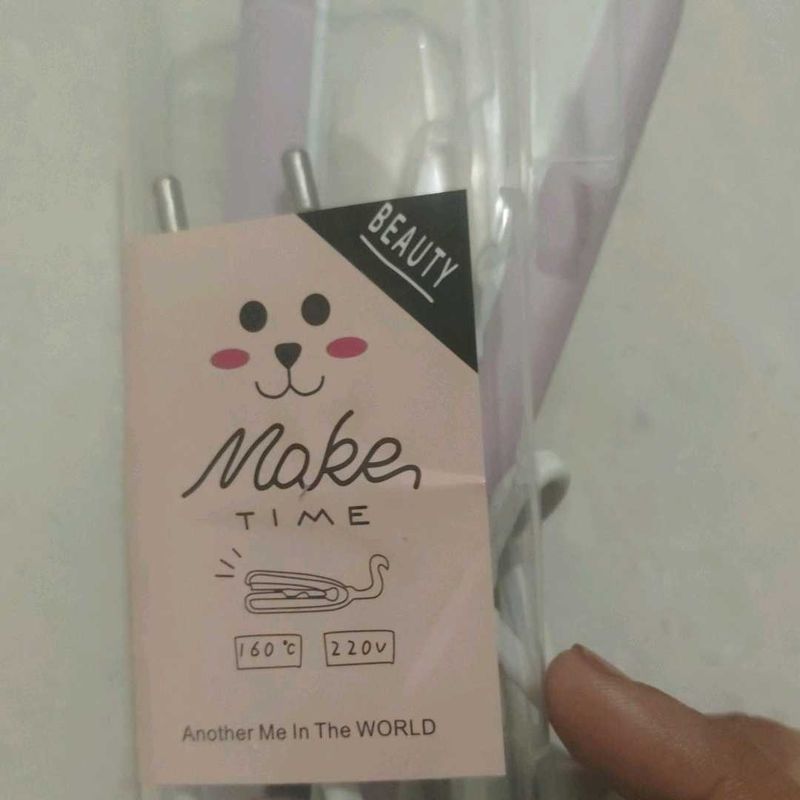 BEAUTY
Make
TIME
160℃ 220V
Another Me In The WORLD